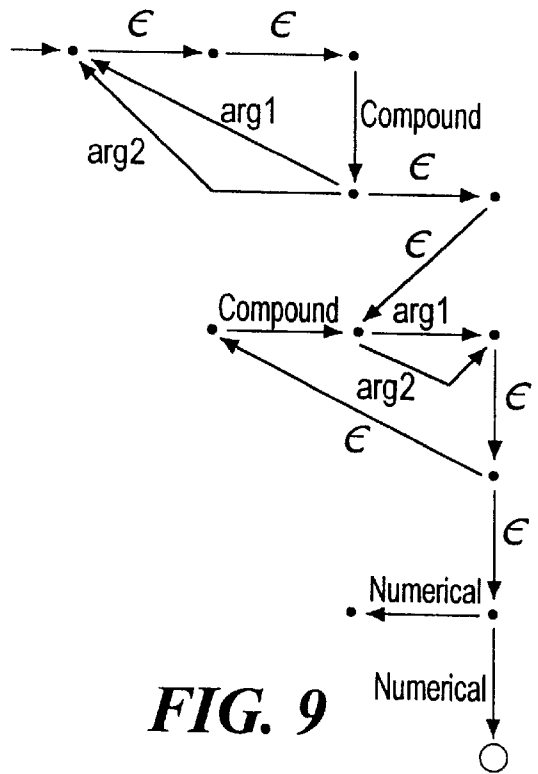 ϵ ϵ
arg1
Compound
arg2
ϵ
ϵ
Compound
arg1
arg2
ϵ
ϵ
ϵ
Numerical
Numerical
FIG. 9